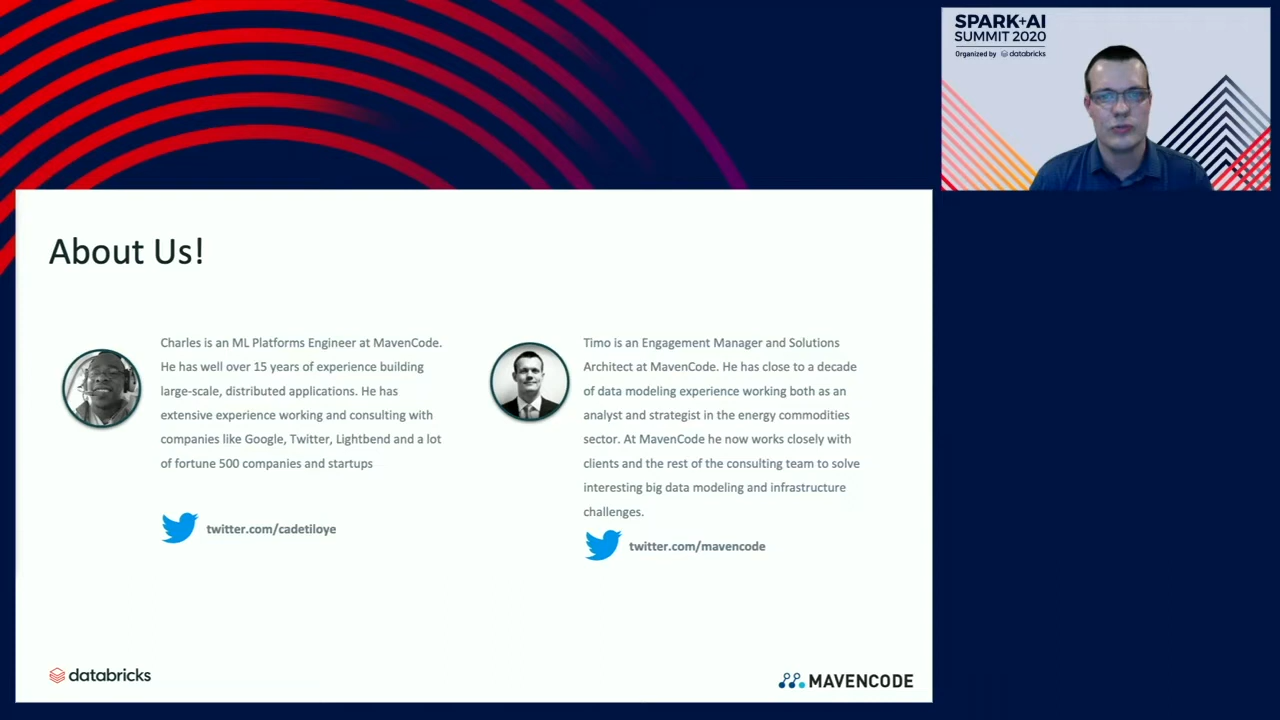 SPARK+AI
SUMMIT 2020
Organized by databricks
About Us!
Charles is an ML Platforms Engineer at MavenCode.
He has well over 15 years of experience building
large-scale, distributed applications. He has
extensive experience working and consulting with
companies like Google, Twitter, Lightbend and a lot
of fortune 500 companies and startups
twitter.com/cadetiloye
Timo is an Engagement Manager and Solutions
Architect at MavenCode. He has close to a decade
of data modeling experience working both as an
analyst and strategist in the energy commodities
sector. At MavenCode he now works closely with
clients and the rest of the consulting team to solve
interesting big data modeling and infrastructure
challenges.
twitter.com/mavencode
databricks
MAVENCODE